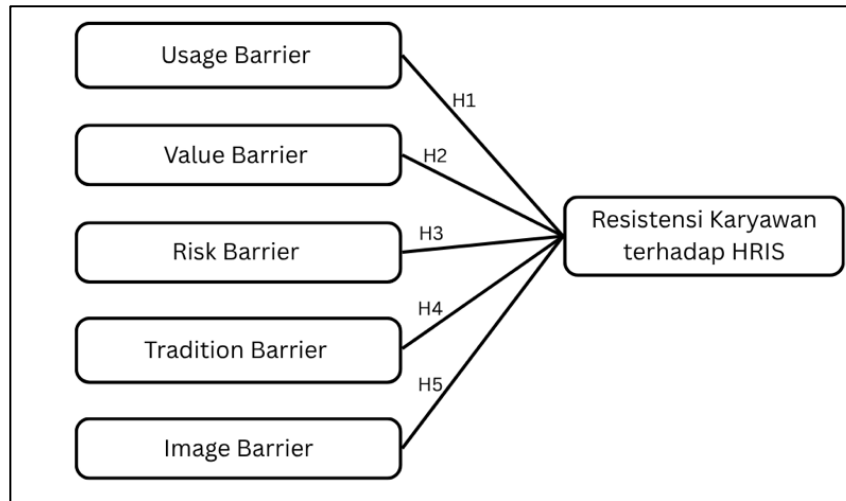 Usage Barrier
H1
Value Barrier
H2
Risk Barrier
H3
Resistensi Karyawan
terhadap HRIS
Tradition Barrier
H4
Image Barrier
H5